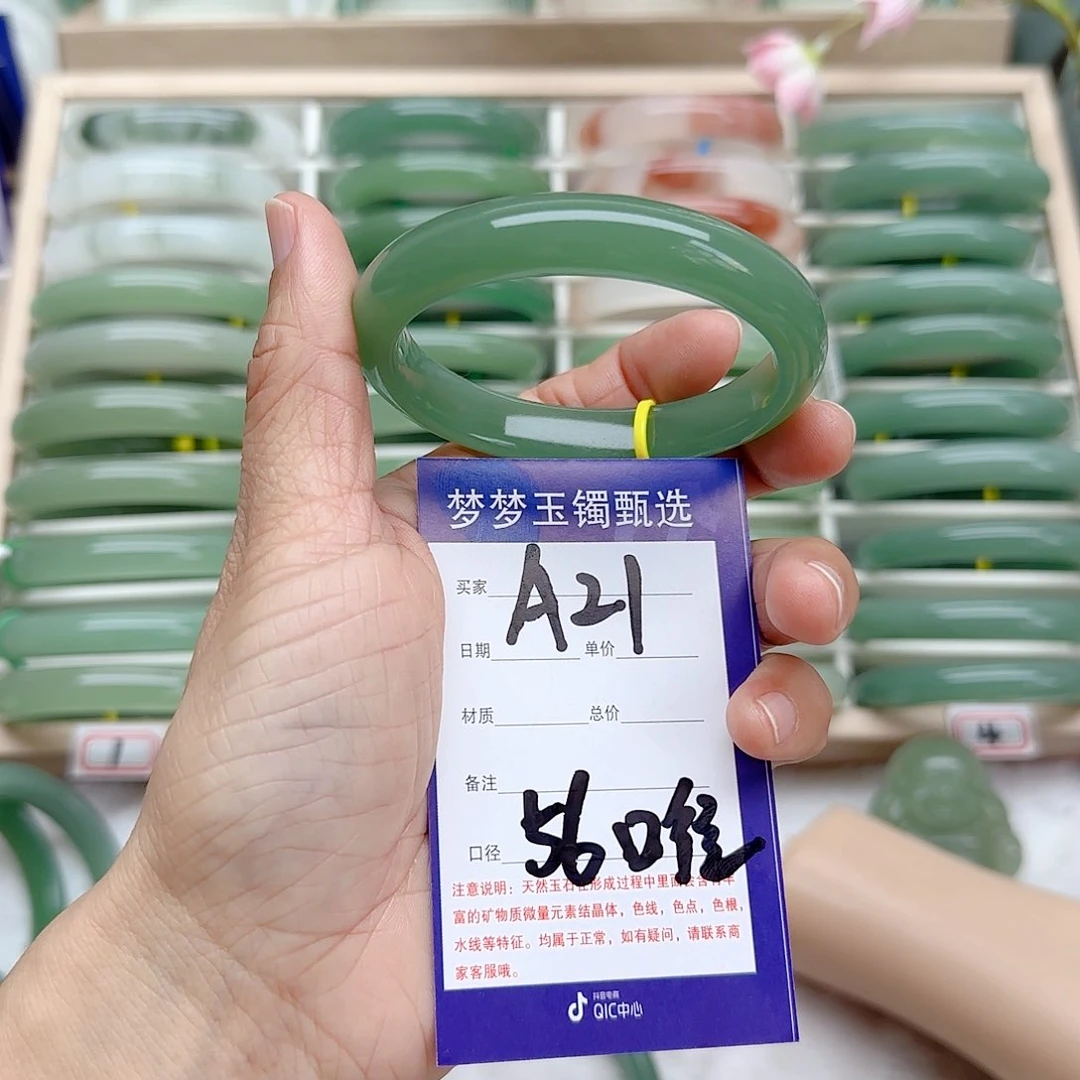 梦梦玉镯甄选
买家 A21
日期 单价
材质 总价
备注
口径 56 唯
注意说明：天然玉石在形成过程中里面会含有丰
富的矿物质微量元素结晶体，色线，色点，色根，
水线等特征。均属于正常，如有疑问，请联系商
家客服哦。
抖音电商
QIC中心
1
4